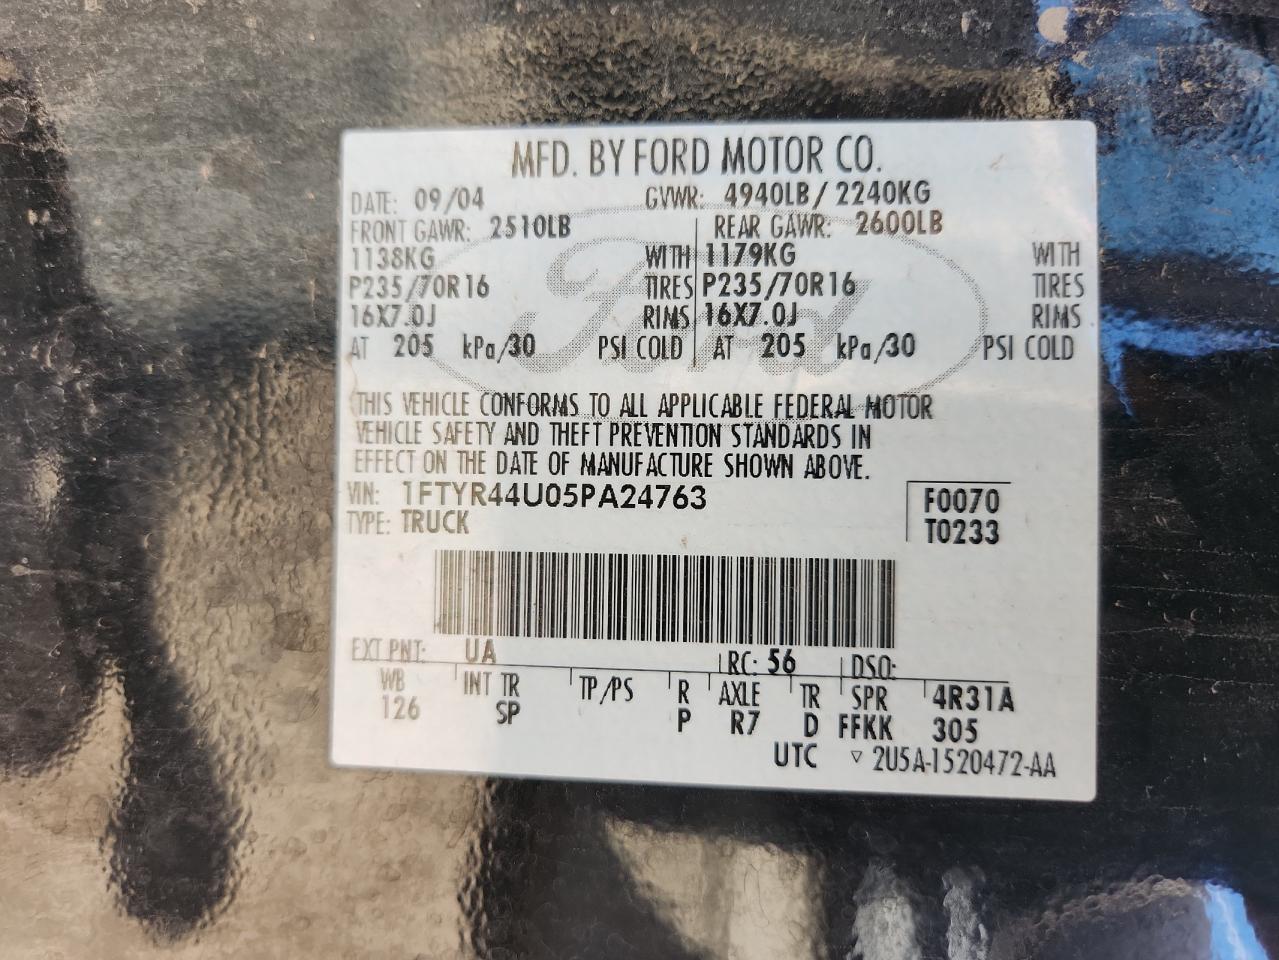 MFD. BY FORD MOTOR CO.
DATE: 09/04 GVWR: 4940LB / 2240KG
FRONT GAWR: 2510LB REAR GAWR: 2600LB
1138KG WITH 1179KG WITH
P235/70R16 TIRES P235/70R16 TIRES
16X7.0J RIMS 16X7.0J RIMS
AT 205 kPa/30 PSI COLD AT 205 kPa/30 PSI COLD
Ford
THIS VEHICLE CONFORMS TO ALL APPLICABLE FEDERAL MOTOR
VEHICLE SAFETY AND THEFT PREVENTION STANDARDS IN
EFFECT ON THE DATE OF MANUFACTURE SHOWN ABOVE.
VIN: 1FTYR44U05PA24763 F0070
TYPE: TRUCK T0233
EXT PNT: UA RC: 56 DSO:
WB INT TR TP/PS R AXLE TR SPR 4R31A
126 SP P R7 D FFKK 305
UTC ▽ 2U5A-1520472-AA